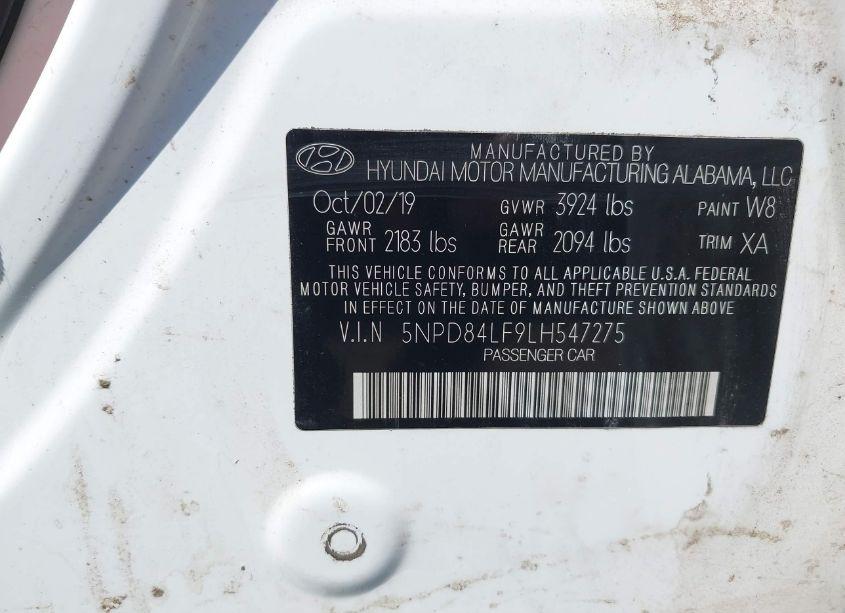 MANUFACTURED BY
HYUNDAI MOTOR MANUFACTURING ALABAMA, LLC
Oct/02/19 GVWR 3924 lbs PAINT W8
GAWR FRONT 2183 lbs GAWR REAR 2094 lbs TRIM XA
THIS VEHICLE CONFORMS TO ALL APPLICABLE U.S.A. FEDERAL
MOTOR VEHICLE SAFETY, BUMPER, AND THEFT PREVENTION STANDARDS
IN EFFECT ON THE DATE OF MANUFACTURE SHOWN ABOVE
V.I.N 5NPD84LF9LH547275
PASSENGER CAR